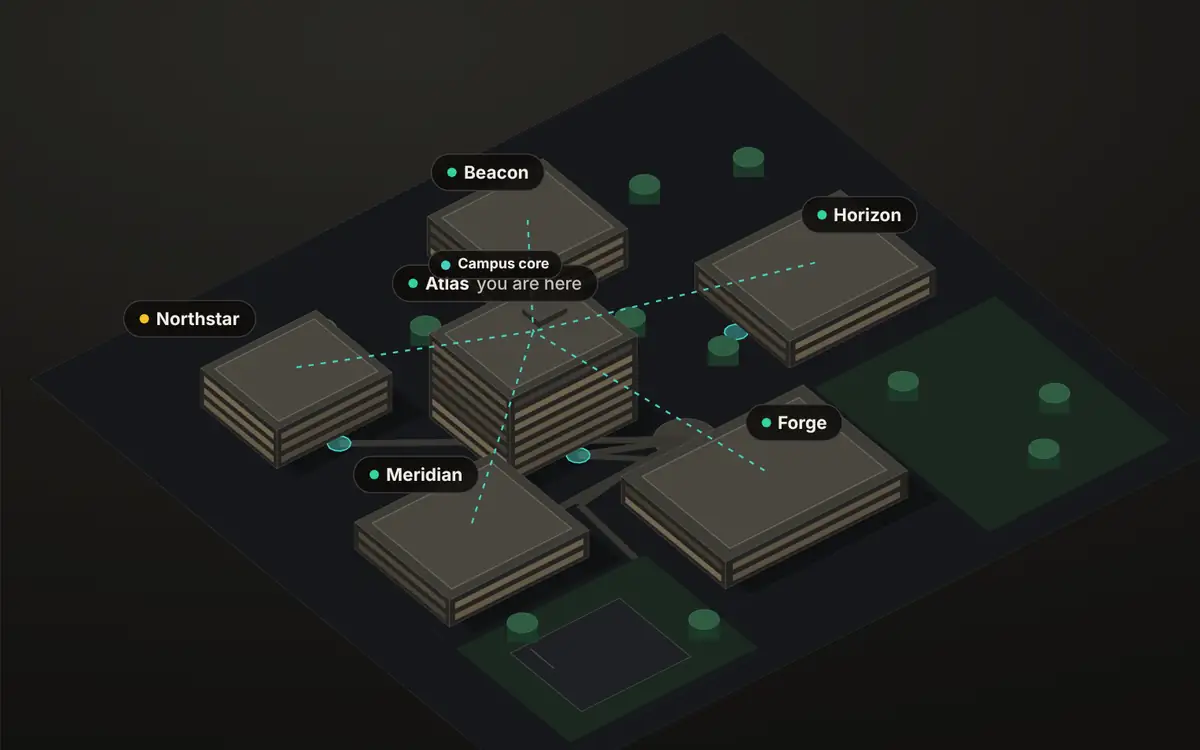 Beacon
Horizon
Campus core
Atlas you are here
Northstar
Forge
Meridian